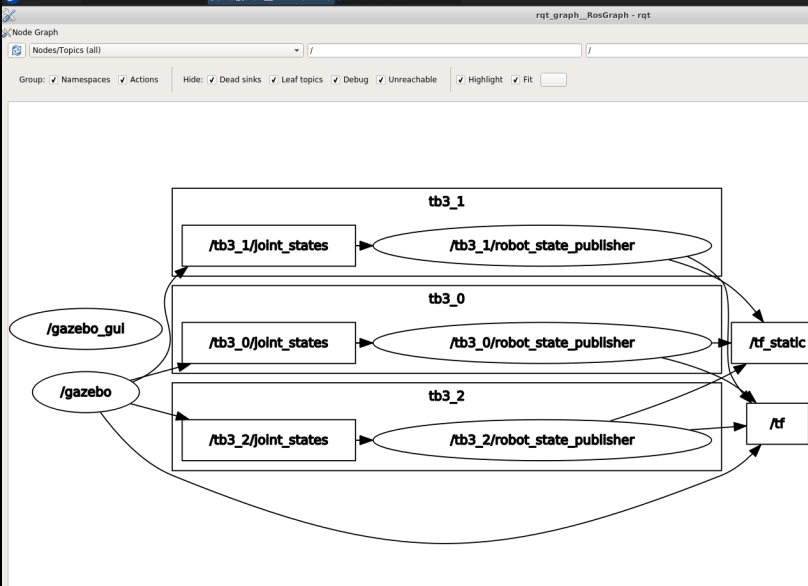 rqt_graph__RosGraph - rqt
Node Graph
Nodes/Topics (all)
/
/
Group: Namespaces Actions Hide: Dead sinks Leaf topics Debug Unreachable Highlight Fit
tb3_1
/tb3_1/joint_states
/tb3_1/robot_state_publisher
tb3_0
/gazebo_gui
/tb3_0/joint_states
/tb3_0/robot_state_publisher
/tf_static
/gazebo
tb3_2
/tf
/tb3_2/joint_states
/tb3_2/robot_state_publisher